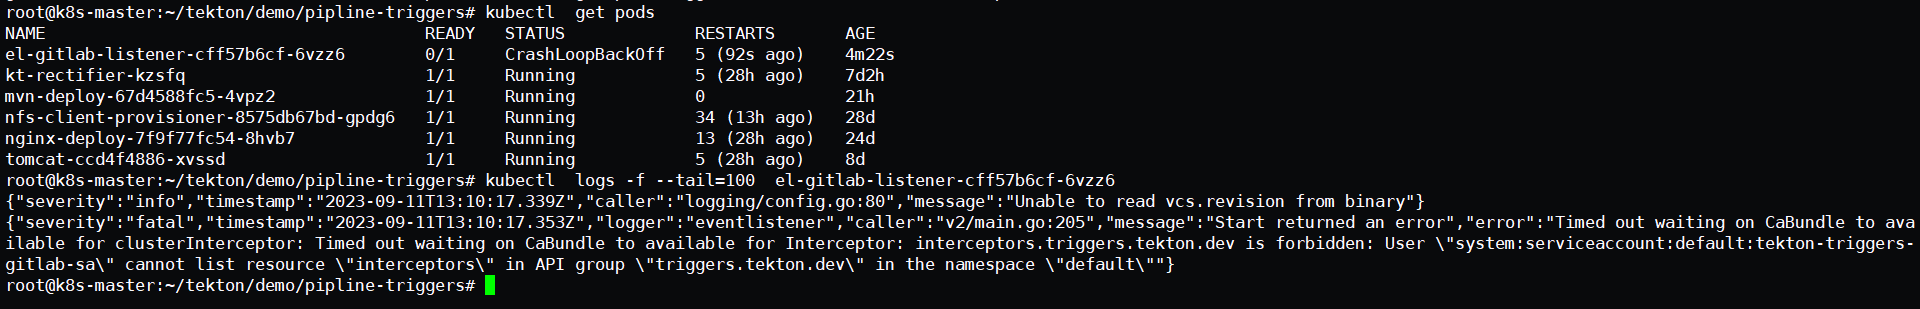 root@k8s-master:~/tekton/demo/pipline-triggers# kubectl  get pods
NAME                                      READY   STATUS             RESTARTS       AGE
el-gitlab-listener-cff57b6cf-6vzz6        0/1     CrashLoopBackOff   5 (92s ago)    4m22s
kt-rectifier-kzsfq                        1/1     Running            5 (28h ago)    7d2h
mvn-deploy-67d4588fc5-4vpz2               1/1     Running            0              21h
nfs-client-provisioner-8575db67bd-gpdg6   1/1     Running            34 (13h ago)   28d
nginx-deploy-7f9f77fc54-8hvb7             1/1     Running            13 (28h ago)   24d
tomcat-ccd4f4886-xvssd                    1/1     Running            5 (28h ago)    8d
root@k8s-master:~/tekton/demo/pipline-triggers# kubectl  logs -f --tail=100  el-gitlab-listener-cff57b6cf-6vzz6
{"severity":"info","timestamp":"2023-09-11T13:10:17.339Z","caller":"logging/config.go:80","message":"Unable to read vcs.revision from binary"}
{"severity":"fatal","timestamp":"2023-09-11T13:10:17.353Z","logger":"eventlistener","caller":"v2/main.go:205","message":"Start returned an error","error":"Timed out waiting on CaBundle to ava
ilable for clusterInterceptor: Timed out waiting on CaBundle to available for Interceptor: interceptors.triggers.tekton.dev is forbidden: User \"system:serviceaccount:default:tekton-triggers-
gitlab-sa\" cannot list resource \"interceptors\" in API group \"triggers.tekton.dev\" in the namespace \"default\""}
root@k8s-master:~/tekton/demo/pipline-triggers#